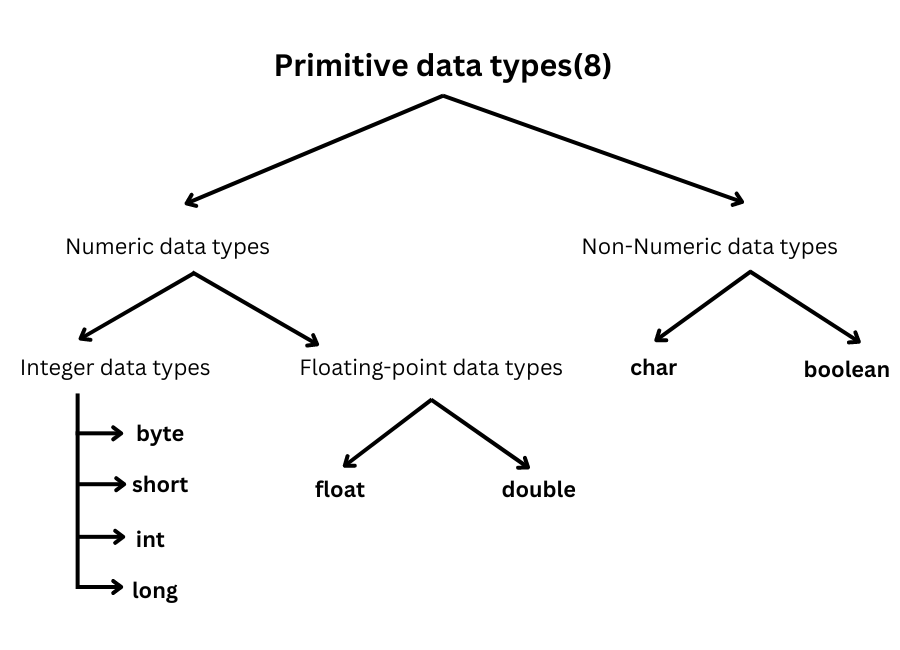 Primitive data types(8)
Numeric data types
Non-Numeric data types
Integer data types
Floating-point data types
char
boolean
byte
short
int
long
float
double